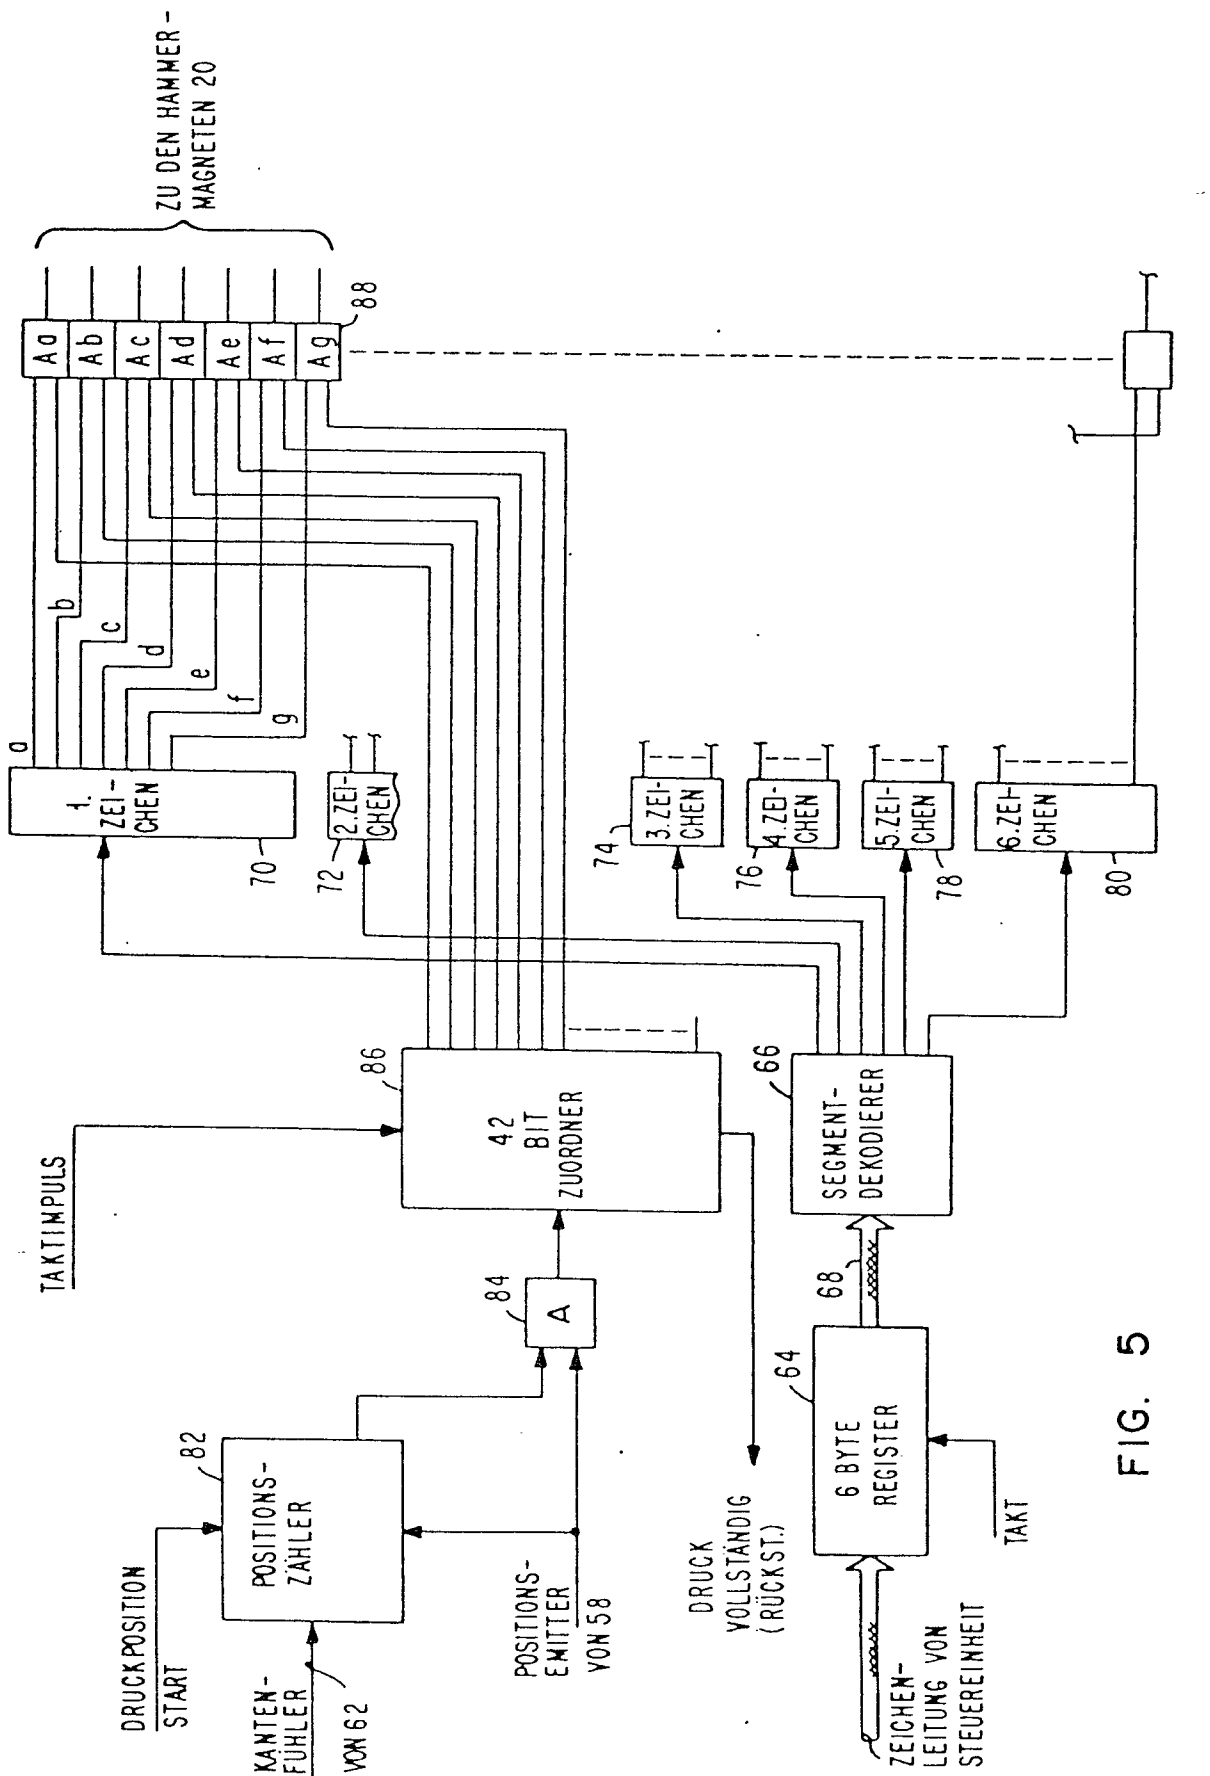 ZU DEN HAMMER-
MAGNETEN 20
Aa
Ab
Ac
Ad
Ae
Af
Ag
88
a
b
c
d
e
f
g
1.
ZEI-
CHEN
70
2.ZEI-
CHEN
72
3.ZEI-
CHEN
74
4.ZEI-
CHEN
76
5.ZEI-
CHEN
78
6.ZEI-
CHEN
80
TAKTIMPULS
86
42
BIT
ZUORDNER
84
A
66
SEGMENT-
DEKODIERER
68
64
6 BYTE
REGISTER
TAKT
82
POSITIONS-
ZÄHLER
DRUCKPOSITION
START
KANTEN-
FÜHLER
VON 62
POSITIONS-
EMITTER
VON 58
DRUCK
VOLLSTÄNDIG
(RÜCKST.)
ZEICHEN-
LEITUNG VON
STEUEREINHEIT
FIG. 5